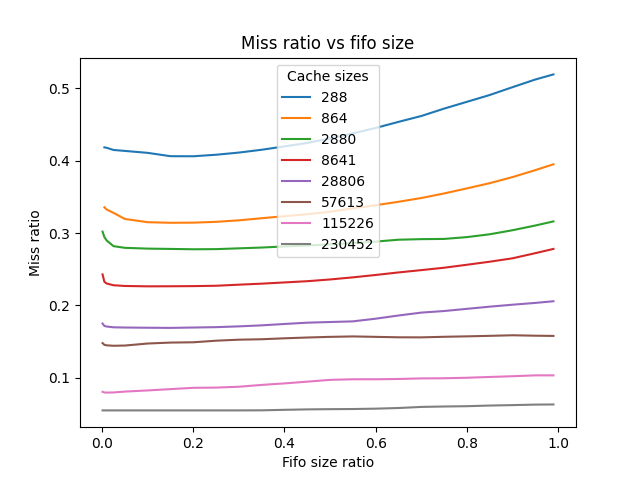 Miss ratio vs fifo size
Cache sizes
288
864
2880
8641
28806
57613
115226
230452
0.5
0.4
0.3
0.2
0.1
Miss ratio
0.0 0.2 0.4 0.6 0.8 1.0
Fifo size ratio